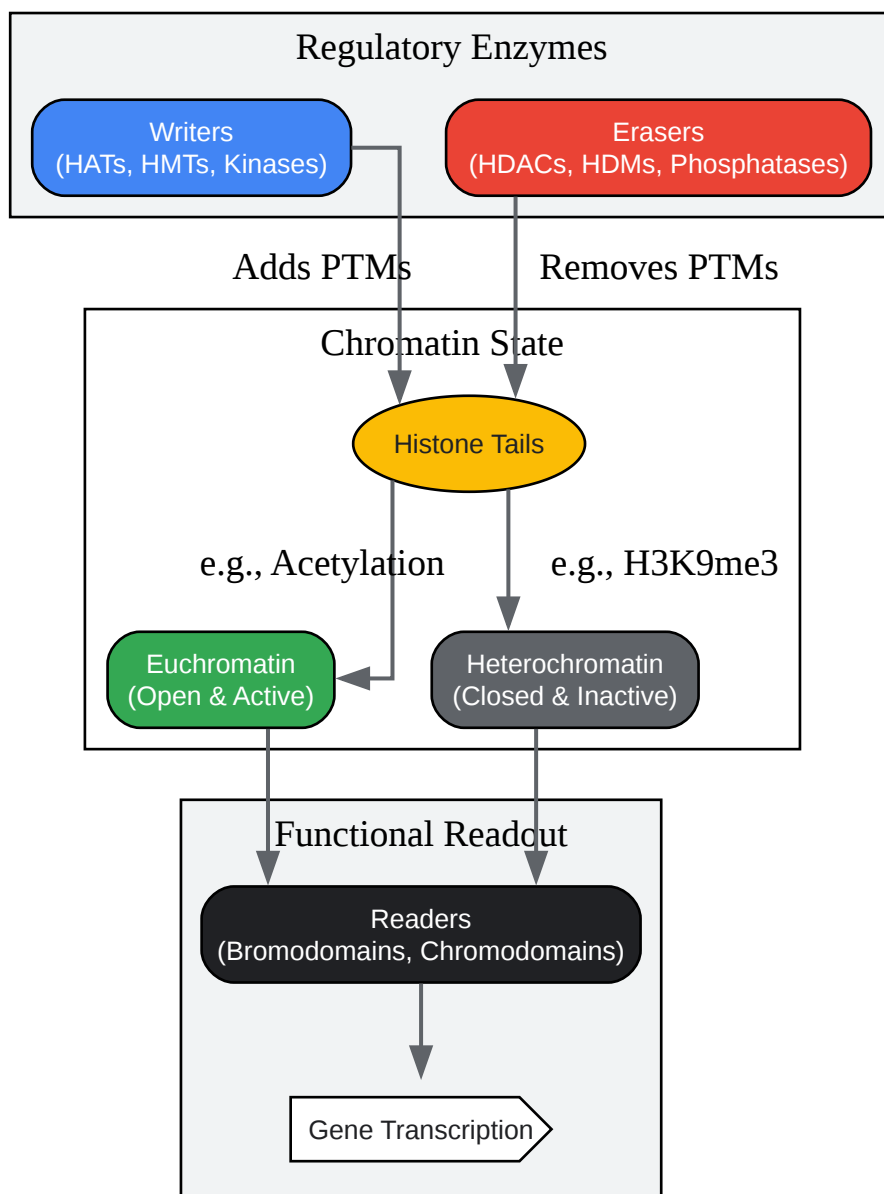 Regulatory Enzymes
Writers
(HATs, HMTs, Kinases)
Erasers
(HDACs, HDMs, Phosphatases)
Adds PTMs
Removes PTMs
Chromatin State
Histone Tails
e.g., Acetylation
e.g., H3K9me3
Euchromatin
(Open & Active)
Heterochromatin
(Closed & Inactive)
Functional Readout
Readers
(Bromodomains, Chromodomains)
Gene Transcription